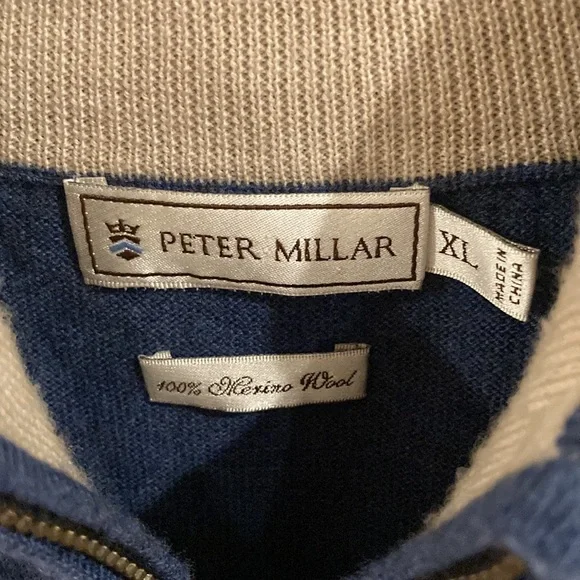 PETER MILLAR
XL
MADE IN
CHINA
100% Merino Wool